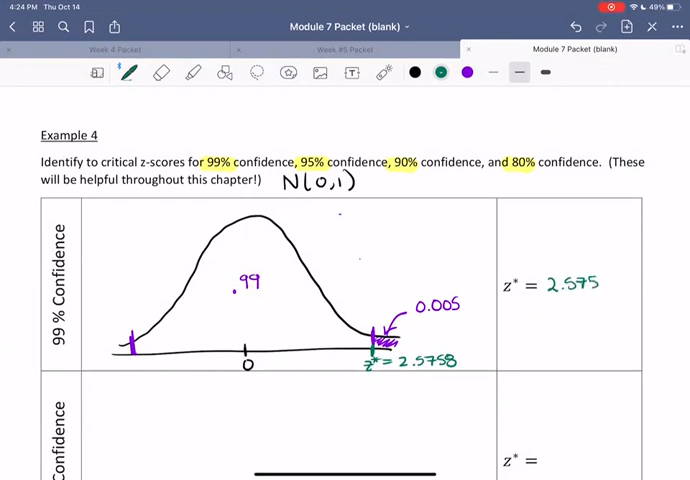 4:24 PM Thu Oct 14
49%
Module 7 Packet (blank)
Week 4 Packet
Week #5 Packet
Module 7 Packet (blank)
Example 4
Identify to critical z-scores for 99% confidence, 95% confidence, 90% confidence, and 80% confidence. (These
will be helpful throughout this chapter!) N(0,1)
99 % Confidence
.99
0.005
z* = 2.575
0
z* = 2.5758
Confidence
z* =